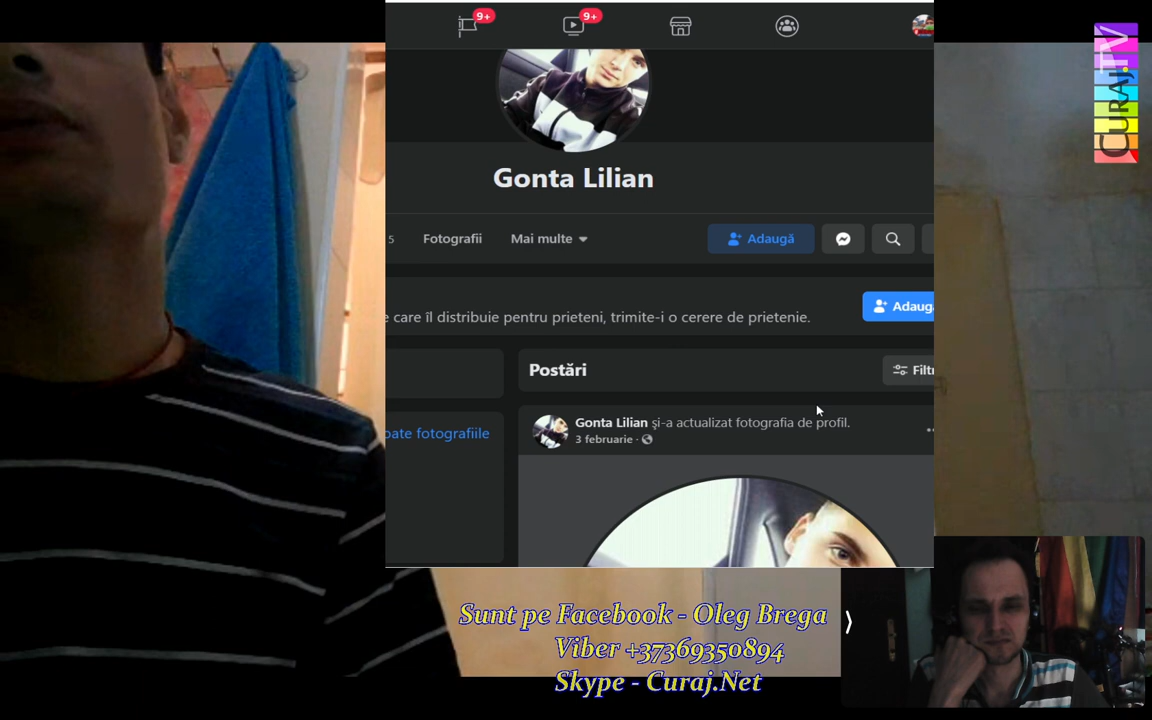 9+
9+
CURAJ.TV
Gonta Lilian
5
Fotografii
Mai multe
Adaugă
Adaug
e care îl distribuie pentru prieteni, trimite-i o cerere de prietenie.
Postări
Filtr
oate fotografiile
Gonta Lilian și-a actualizat fotografia de profil.
3 februarie ·
Sunt pe Facebook - Oleg Brega
Viber +37369350894
Skype - Curaj.Net